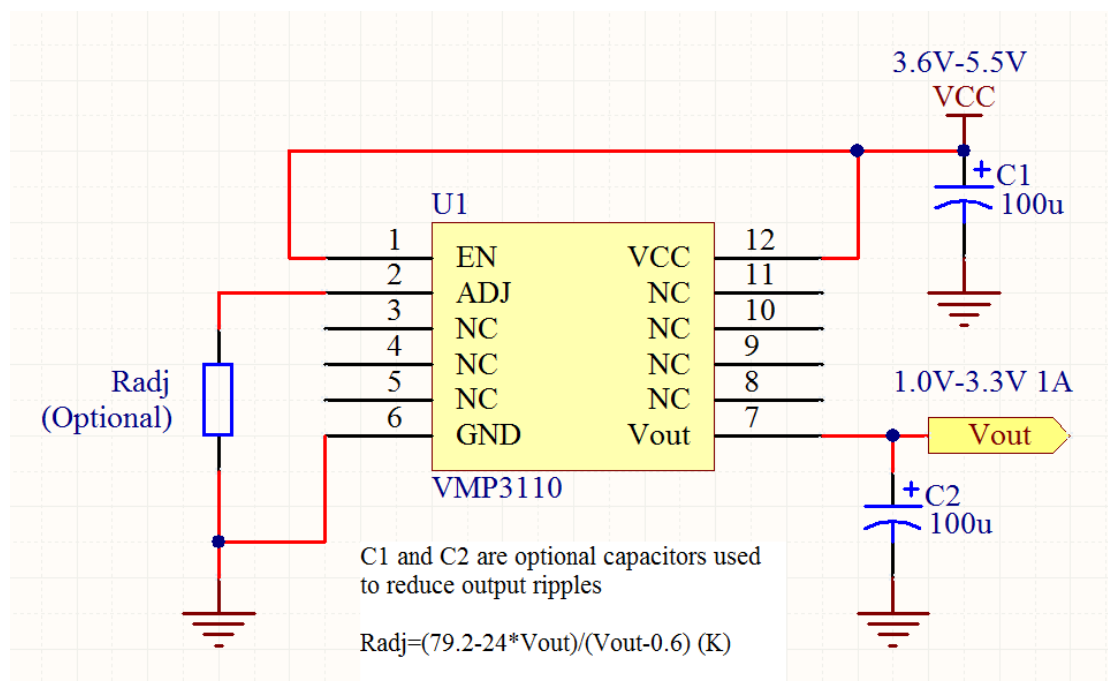 3.6V-5.5V
VCC
+ C1
100u
U1
1 EN VCC 12
2 ADJ NC 11
3 NC NC 10
4 NC NC 9
5 NC NC 8
6 GND Vout 7
VMP3110
Radj
(Optional)
1.0V-3.3V 1A
Vout
+ C2
100u
C1 and C2 are optional capacitors used
to reduce output ripples
Radj=(79.2-24*Vout)/(Vout-0.6) (K)